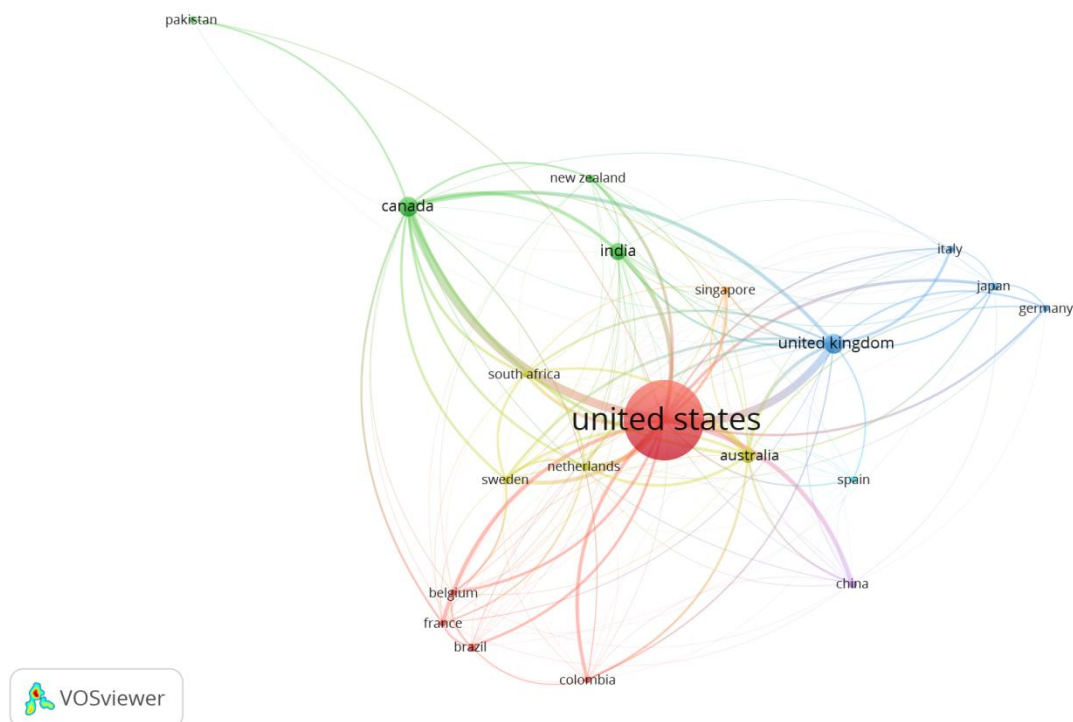 pakistan
new zealand
canada
india
italy
singapore
japan
germany
united kingdom
south africa
united states
australia
netherlands
sweden
spain
china
belgium
france
brazil
colombia
VOSviewer